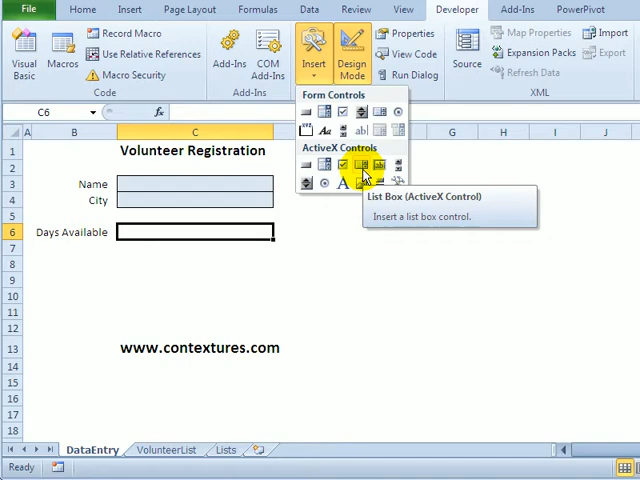 File Home Insert Page Layout Formulas Data Review View Developer Add-Ins PowerPivot
Visual Basic
Macros
Record Macro
Use Relative References
Macro Security
Code
Add-Ins
COM Add-Ins
Add-Ins
Insert
Design Mode
Properties
View Code
Run Dialog
Source
Map Properties
Expansion Packs
Refresh Data
Import
Export
XML
C6 fx
Form Controls
Aa ab|
ActiveX Controls
A
List Box (ActiveX Control)
Insert a list box control.
A B C G H I J
1 Volunteer Registration
2
3 Name
4 City
5
6 Days Available
7
8
9
10
11
12
13 www.contextures.com
14
15
16
17
18
DataEntry VolunteerList Lists
Ready